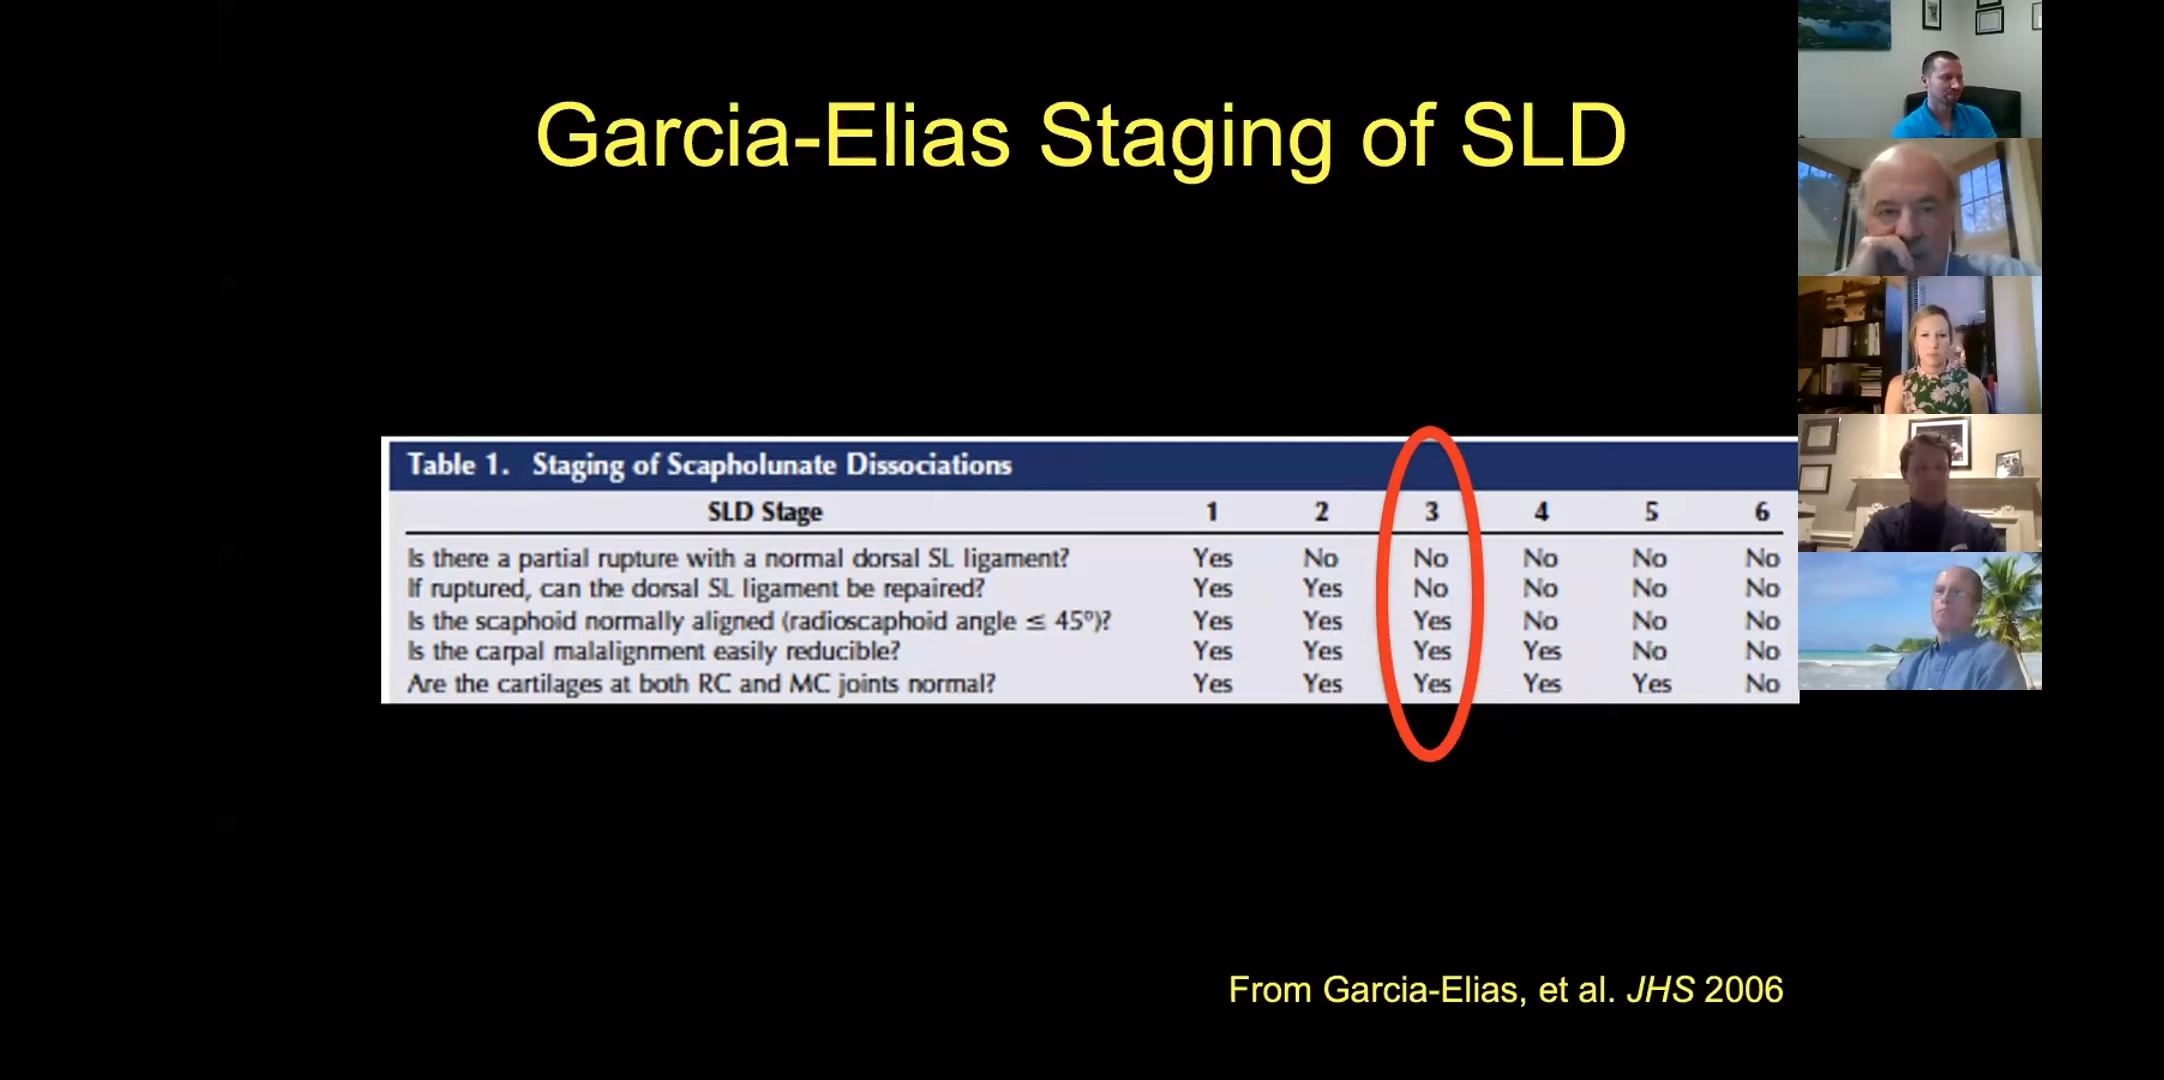 Garcia-Elias Staging of SLD
Table 1. Staging of Scapholunate Dissociations
SLD Stage 1 2 3 4 5 6
Is there a partial rupture with a normal dorsal SL ligament? Yes No No No No No
If ruptured, can the dorsal SL ligament be repaired? Yes Yes No No No No
Is the scaphoid normally aligned (radioscaphoid angle ≤ 45º)? Yes Yes Yes No No No
Is the carpal malalignment easily reducible? Yes Yes Yes Yes No No
Are the cartilages at both RC and MC joints normal? Yes Yes Yes Yes Yes No
From Garcia-Elias, et al. JHS 2006